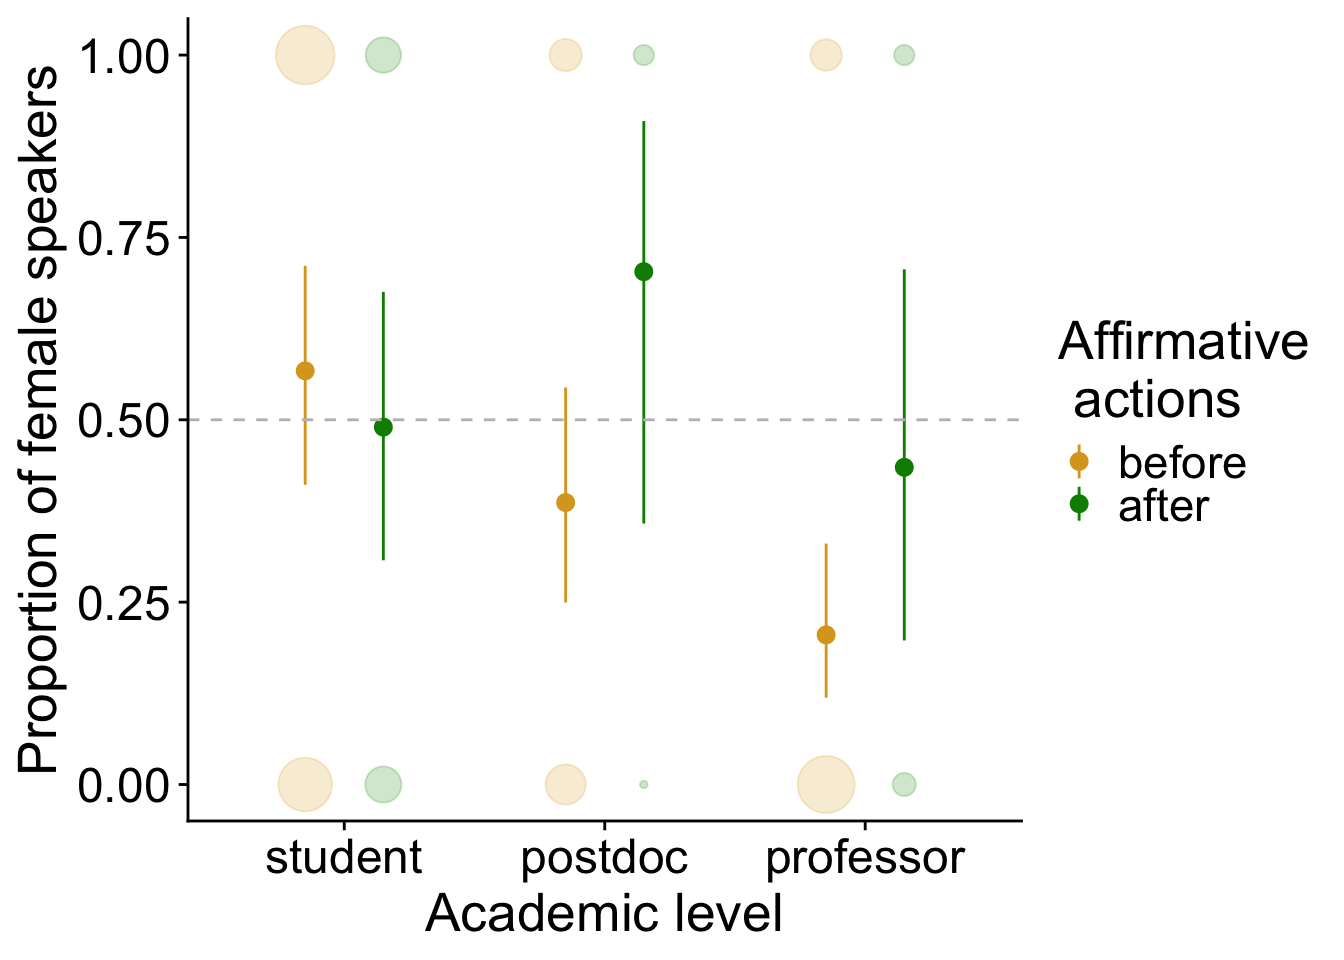 Proportion of female speakers
1.00
0.75
0.50
0.25
0.00
student postdoc professor
Academic level
Affirmative
actions
before
after